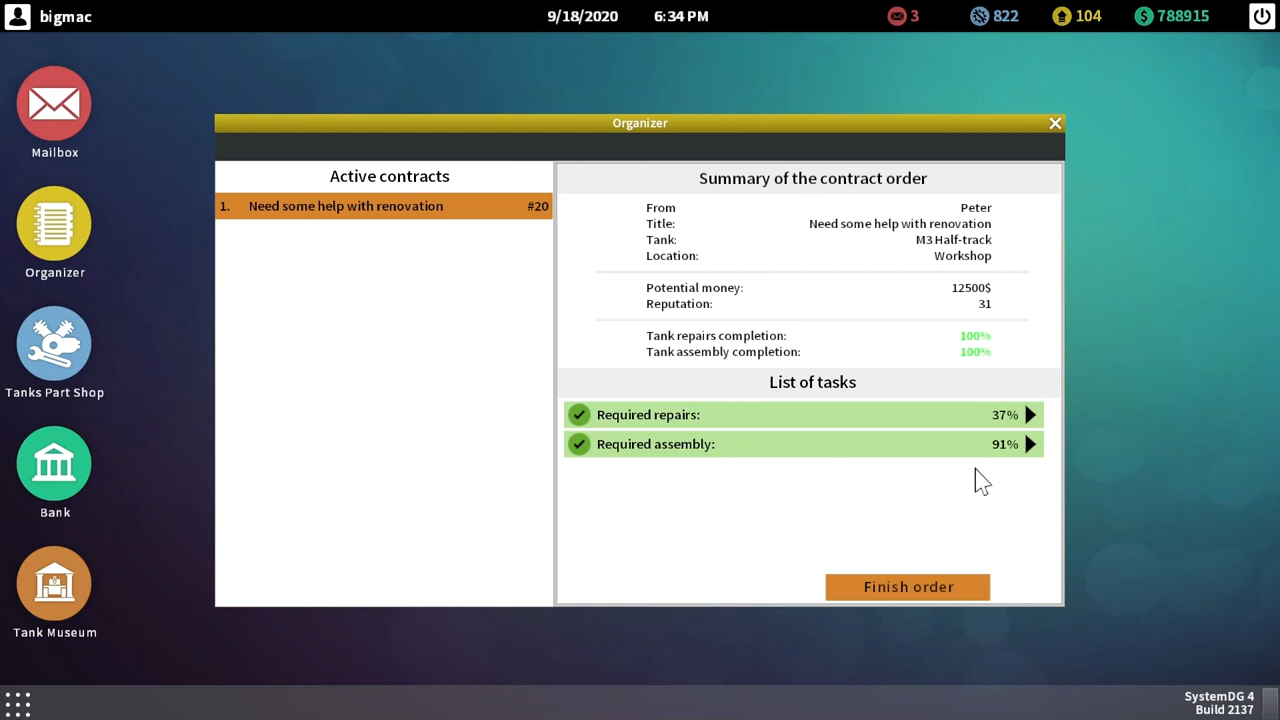 bigmac 9/18/2020 6:34 PM 3 822 104 788915
Mailbox
Organizer
Tanks Part Shop
Bank
Tank Museum
Organizer
Active contracts
1. Need some help with renovation #20
Summary of the contract order
From Peter
Title: Need some help with renovation
Tank: M3 Half-track
Location: Workshop
Potential money: 12500$
Reputation: 31
Tank repairs completion: 100%
Tank assembly completion: 100%
List of tasks
Required repairs: 37%
Required assembly: 91%
Finish order
SystemDG 4
Build 2137